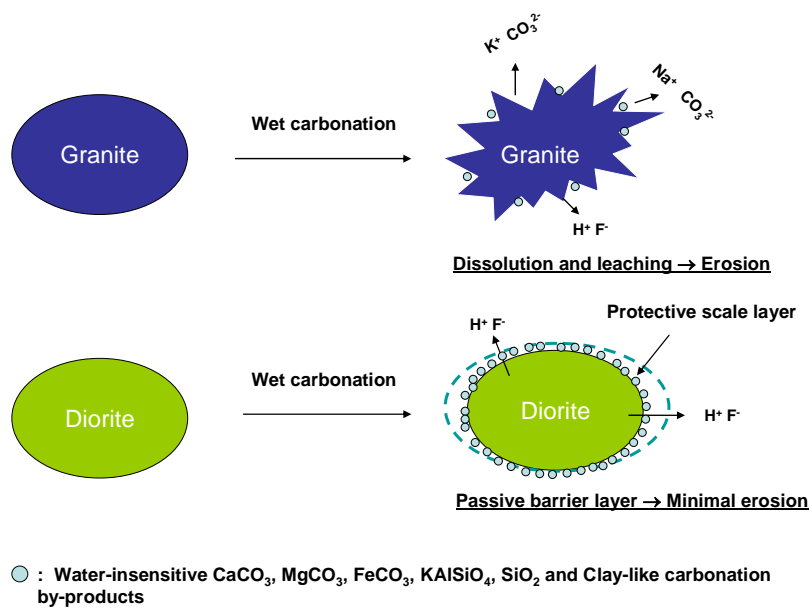 K⁺ CO₃²⁻
Na⁺ CO₃²⁻
Wet carbonation
Granite
Granite
H⁺ F⁻
Dissolution and leaching → Erosion
Protective scale layer
H⁺ F⁻
Wet carbonation
Diorite
Diorite
H⁺ F⁻
Passive barrier layer → Minimal erosion
: Water-insensitive CaCO₃, MgCO₃, FeCO₃, KAlSiO₄, SiO₂ and Clay-like carbonation
by-products